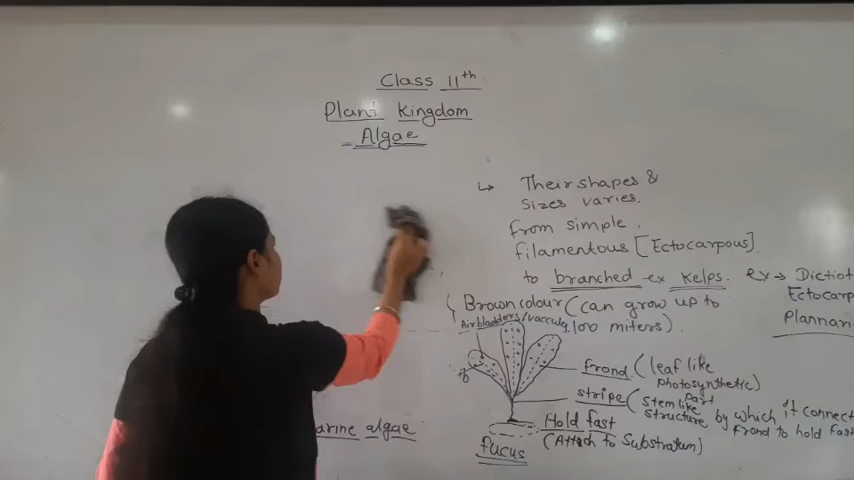 Class 11th
Plant Kingdom
Algae
↳ Their shapes &
sizes varies.
from simple
filamentous [Ectocarpous].
to branched ex kelps.
ex → Dictiot
Ectocarp
Plannari
Brown colour (can grow up to
100 miters)
Airbladders/vacculs
frond (leaf like
photosynthetic)
part
stripe (stem like
structure by which it connect
frond to hold fast
Hold fast
(Attach to substratum)
fucus
arine algae